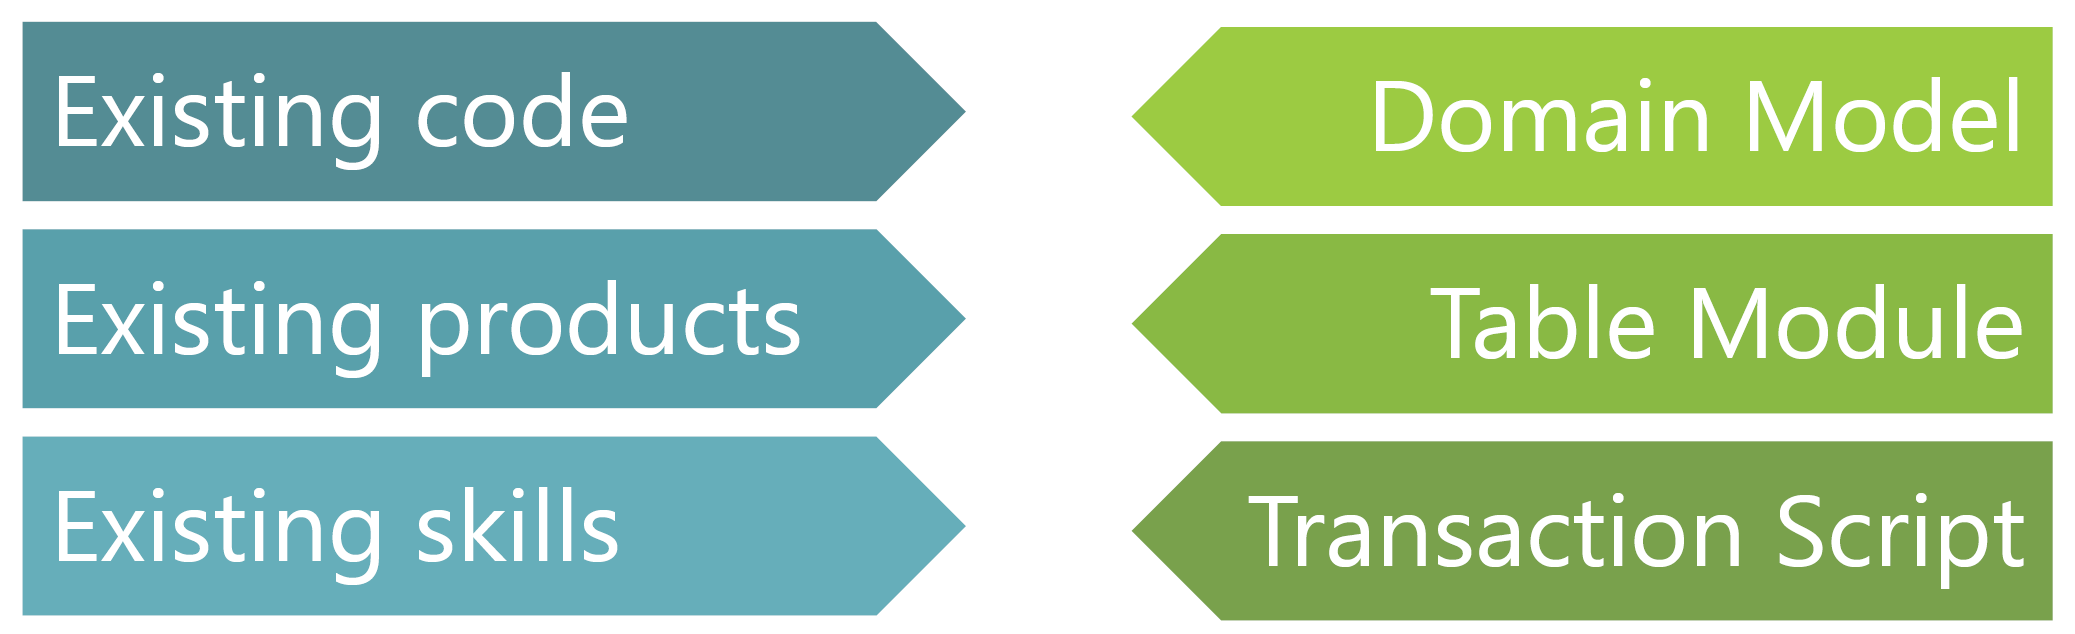 Existing code
Domain Model
Existing products
Table Module
Existing skills
Transaction Script